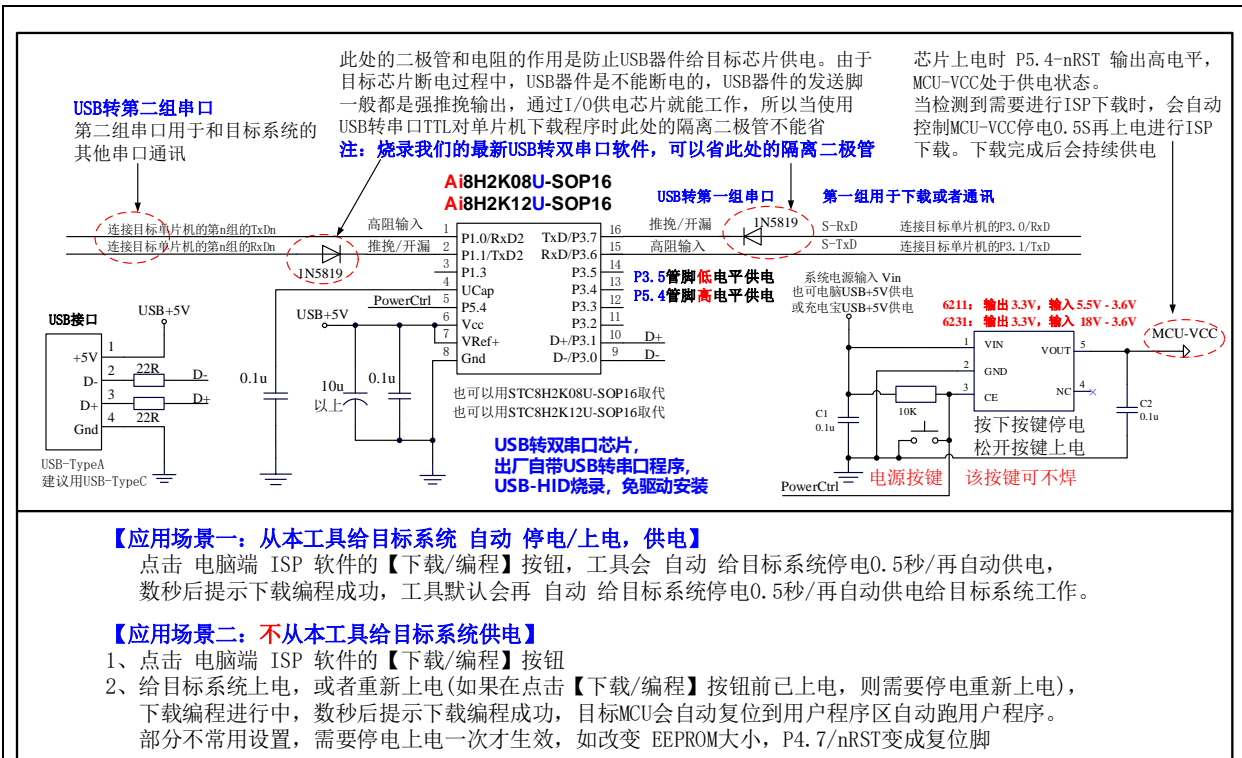 此处的二极管和电阻的作用是防止USB器件给目标芯片供电。由于
目标芯片断电过程中，USB器件是不能断电的，USB器件的发送脚
一般都是强推挽输出，通过I/O供电芯片就能工作，所以当使用
USB转串口TTL对单片机下载程序时此处的隔离二极管不能省
注：烧录我们的最新USB转双串口软件，可以省此处的隔离二极管
芯片上电时 P5.4-nRST 输出高电平，
MCU-VCC处于供电状态。
当检测到需要进行ISP下载时，会自动
控制MCU-VCC停电0.5S再上电进行ISP
下载。下载完成后会持续供电
USB转第二组串口
第二组串口用于和目标系统的
其他串口通讯
Ai8H2K08U-SOP16
Ai8H2K12U-SOP16
USB转第一组串口
第一组用于下载或者通讯
连接目标单片机的第n组的TxDn
连接目标单片机的第n组的RxDn
高阻输入
推挽/开漏
1N5819
1 P1.0/RxD2
2 P1.1/TxD2
3 P1.3
4 UCap
5 P5.4
6 Vcc
7 VRef+
8 Gnd
TxD/P3.7 16
RxD/P3.6 15
P3.5 14
P3.4 13
P3.3 12
P3.2 11
D+/P3.1 10
D-/P3.0 9
推挽/开漏
高阻输入
1N5819
S-RxD
S-TxD
连接目标单片机的P3.0/RxD
连接目标单片机的P3.1/TxD
P3.5管脚低电平供电
P5.4管脚高电平供电
D+
D-
PowerCtrl
USB+5V
0.1u
10u
以上
0.1u
也可以用STC8H2K08U-SOP16取代
也可以用STC8H2K12U-SOP16取代
USB转双串口芯片，
出厂自带USB转串口程序，
USB-HID烧录，免驱动安装
USB接口
USB+5V
+5V 1
D- 2 22R D-
D+ 3 22R D+
Gnd 4
USB-TypeA
建议用USB-TypeC
系统电源输入 Vin
也可电脑USB+5V供电
或充电宝USB+5V供电
6211：输出3.3V，输入5.5V - 3.6V
6231：输出3.3V，输入 18V - 3.6V
MCU-VCC
1 VIN
2 GND
3 CE
VOUT 5
NC 4
10K
C1
0.1u
C2
0.1u
按下按键停电
松开按键上电
电源按键
该按键可不焊
PowerCtrl
【应用场景一：从本工具给目标系统 自动 停电/上电，供电】
点击 电脑端 ISP 软件的【下载/编程】按钮，工具会 自动 给目标系统停电0.5秒/再自动供电，
数秒后提示下载编程成功，工具默认会再 自动 给目标系统停电0.5秒/再自动供电给目标系统工作。
【应用场景二：不从本工具给目标系统供电】
1、点击 电脑端 ISP 软件的【下载/编程】按钮
2、给目标系统上电，或者重新上电(如果在点击【下载/编程】按钮前已上电，则需要停电重新上电)，
下载编程进行中，数秒后提示下载编程成功，目标MCU会自动复位到用户程序区自动跑用户程序。
部分不常用设置，需要停电上电一次才生效，如改变 EEPROM大小，P4.7/nRST变成复位脚